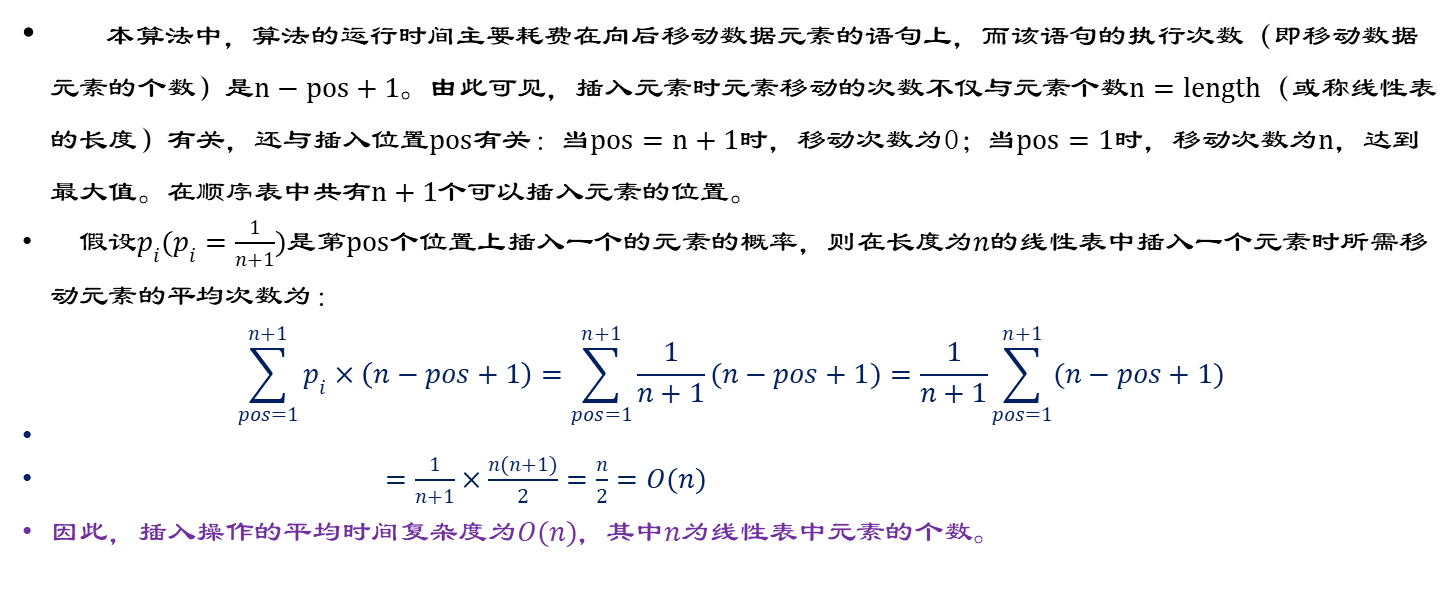 • 本算法中，算法的运行时间主要耗费在向后移动数据元素的语句上，而该语句的执行次数（即移动数据
元素的个数）是n − pos + 1。由此可见，插入元素时元素移动的次数不仅与元素个数n = length（或称线性表
的长度）有关，还与插入位置pos有关：当pos = n + 1时，移动次数为0；当pos = 1时，移动次数为n，达到
最大值。在顺序表中共有n + 1个可以插入元素的位置。
• 假设p_i(p_i = \frac{1}{n+1})是第pos个位置上插入一个的元素的概率，则在长度为n的线性表中插入一个元素时所需移
动元素的平均次数为：
\sum_{pos=1}^{n+1} p_i × (n − pos + 1) = \sum_{pos=1}^{n+1} \frac{1}{n+1} (n − pos + 1) = \frac{1}{n+1} \sum_{pos=1}^{n+1} (n − pos + 1)
•
• = \frac{1}{n+1} × \frac{n(n+1)}{2} = \frac{n}{2} = O(n)
• 因此，插入操作的平均时间复杂度为O(n)，其中n为线性表中元素的个数。